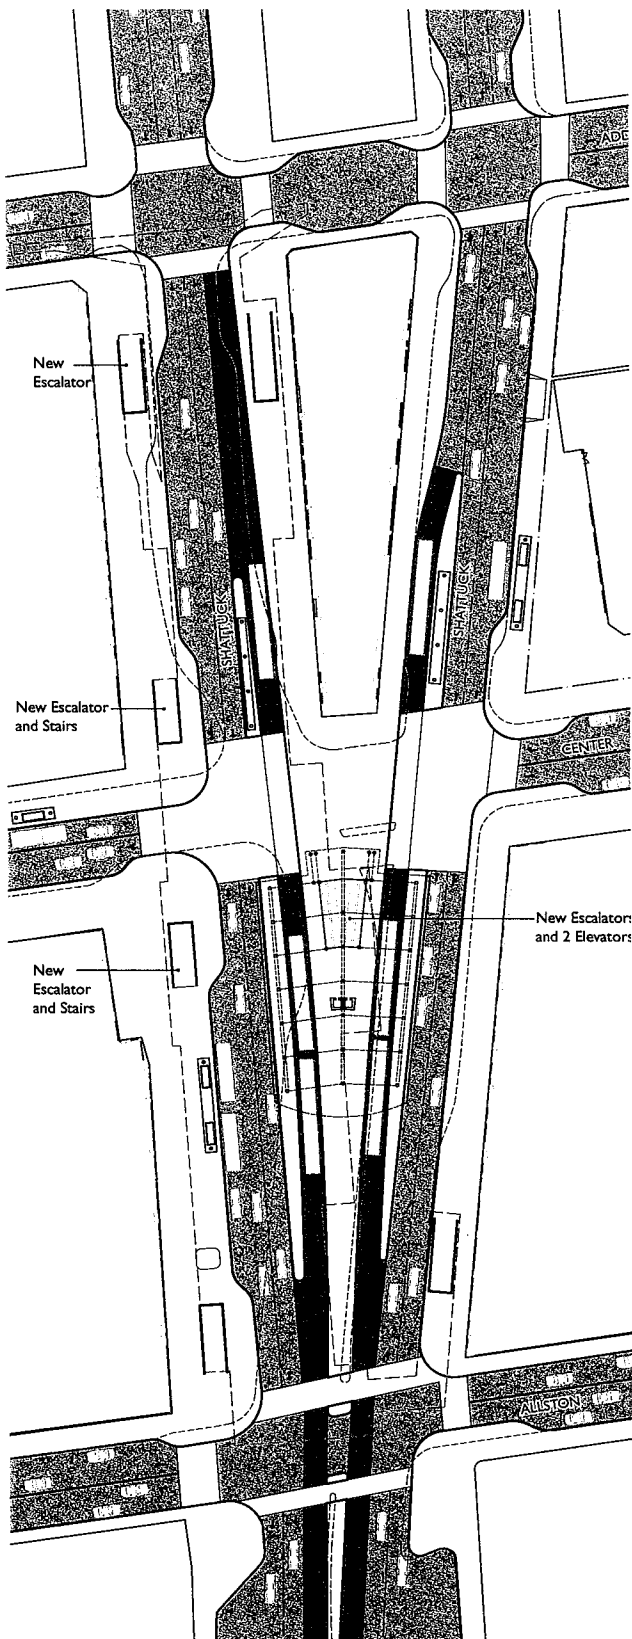 ADD
New
Escalator
SHATTUCK
SHATTUCK
New Escalator
and Stairs
CENTER
New Escalators
and 2 Elevators
New
Escalator
and Stairs
ALLSTON